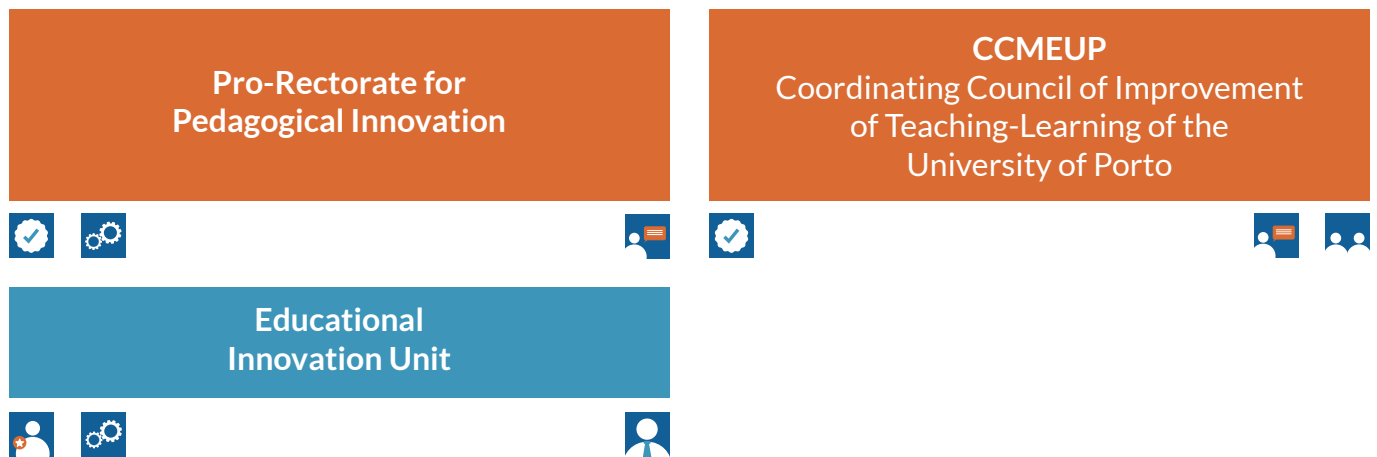 Pro-Rectorate for
Pedagogical Innovation
CCMEUP
Coordinating Council of Improvement
of Teaching-Learning of the
University of Porto
Educational
Innovation Unit